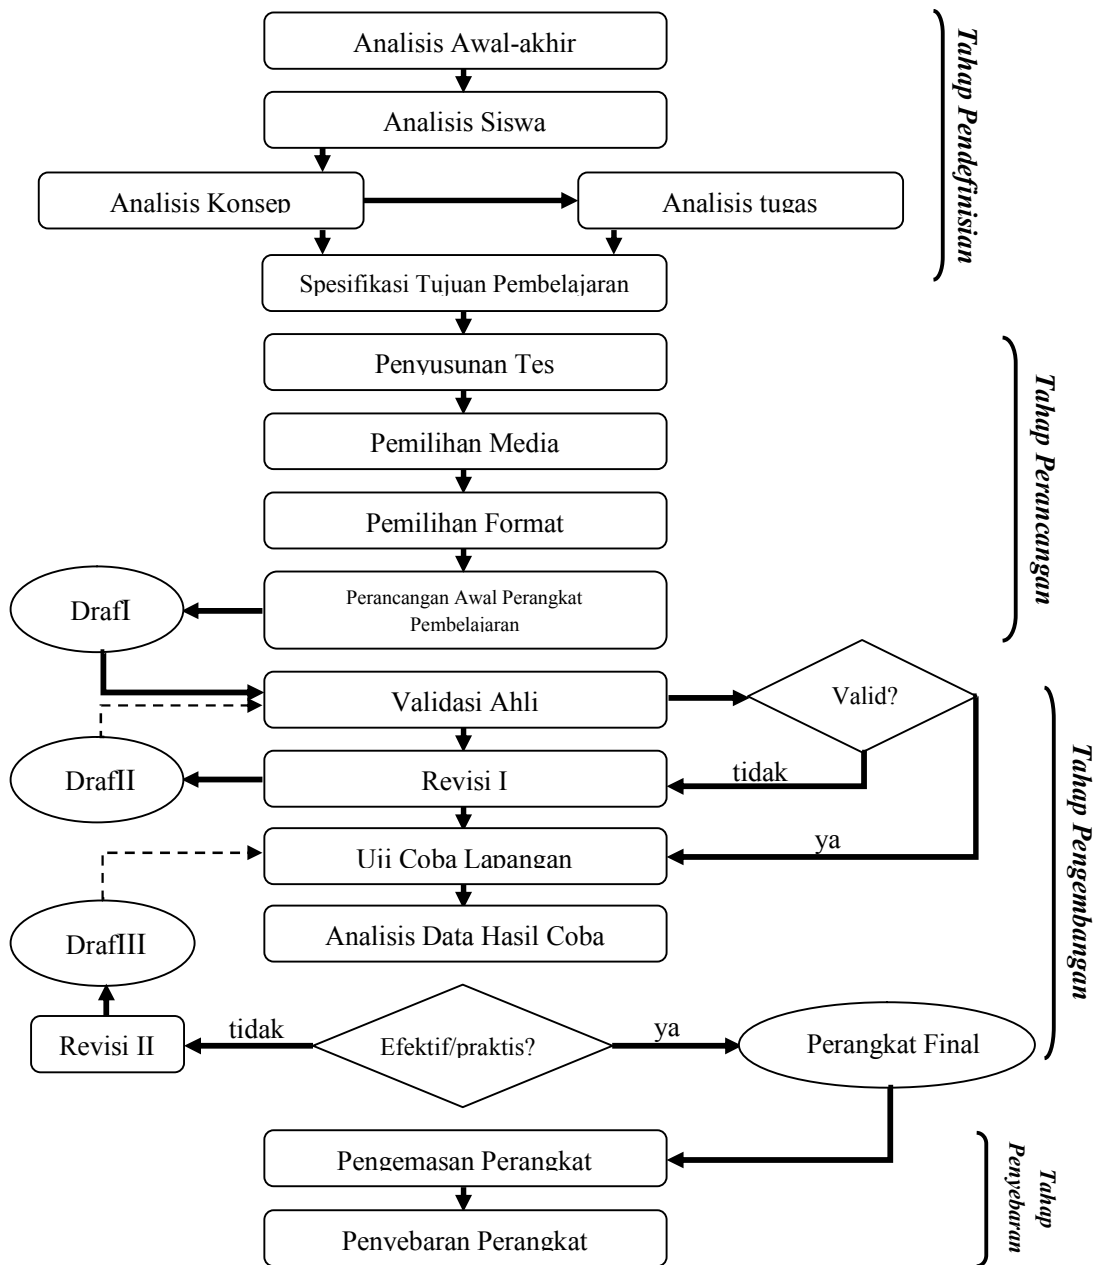 Analisis Awal-akhir
Analisis Siswa
Analisis Konsep
Analisis tugas
Spesifikasi Tujuan Pembelajaran
Tahap Pendefinisian
Penyusunan Tes
Pemilihan Media
Pemilihan Format
Perancangan Awal Perangkat
Pembelajaran
DrafI
Tahap Perancangan
Validasi Ahli
Valid?
DrafII
Revisi I
tidak
Uji Coba Lapangan
ya
DrafIII
Analisis Data Hasil Coba
Revisi II
tidak
Efektif/praktis?
ya
Perangkat Final
Tahap Pengembangan
Pengemasan Perangkat
Penyebaran Perangkat
Tahap
Penyebaran